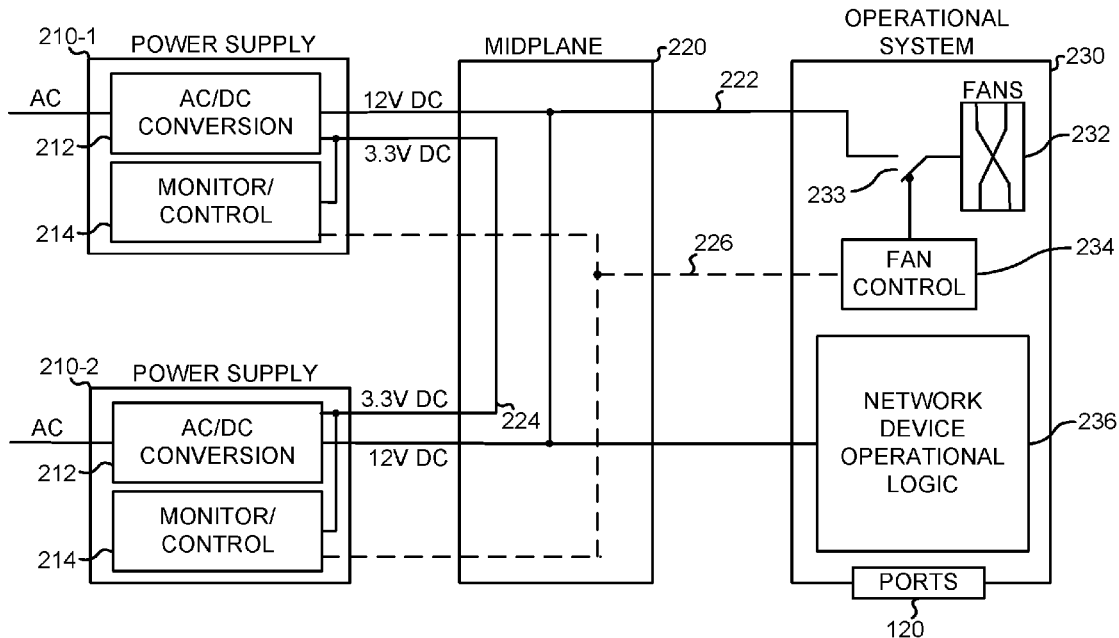 OPERATIONAL
SYSTEM
210-1
POWER SUPPLY
MIDPLANE
220
230
AC
AC/DC
CONVERSION
12V DC
222
FANS
212
3.3V DC
232
MONITOR/
CONTROL
233
214
226
FAN
CONTROL
234
210-2
POWER SUPPLY
3.3V DC
AC
AC/DC
CONVERSION
224
NETWORK
DEVICE
OPERATIONAL
LOGIC
236
12V DC
212
MONITOR/
CONTROL
214
PORTS
120